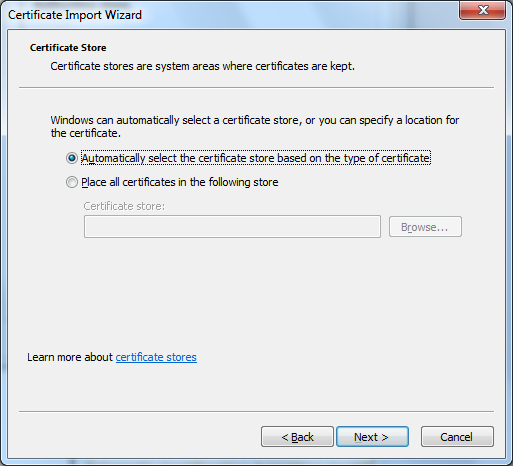 Certificate Import Wizard
Certificate Store
Certificate stores are system areas where certificates are kept.
Windows can automatically select a certificate store, or you can specify a location for
the certificate.
Automatically select the certificate store based on the type of certificate
Place all certificates in the following store
Certificate store:
Browse...
Learn more about certificate stores
< Back
Next >
Cancel